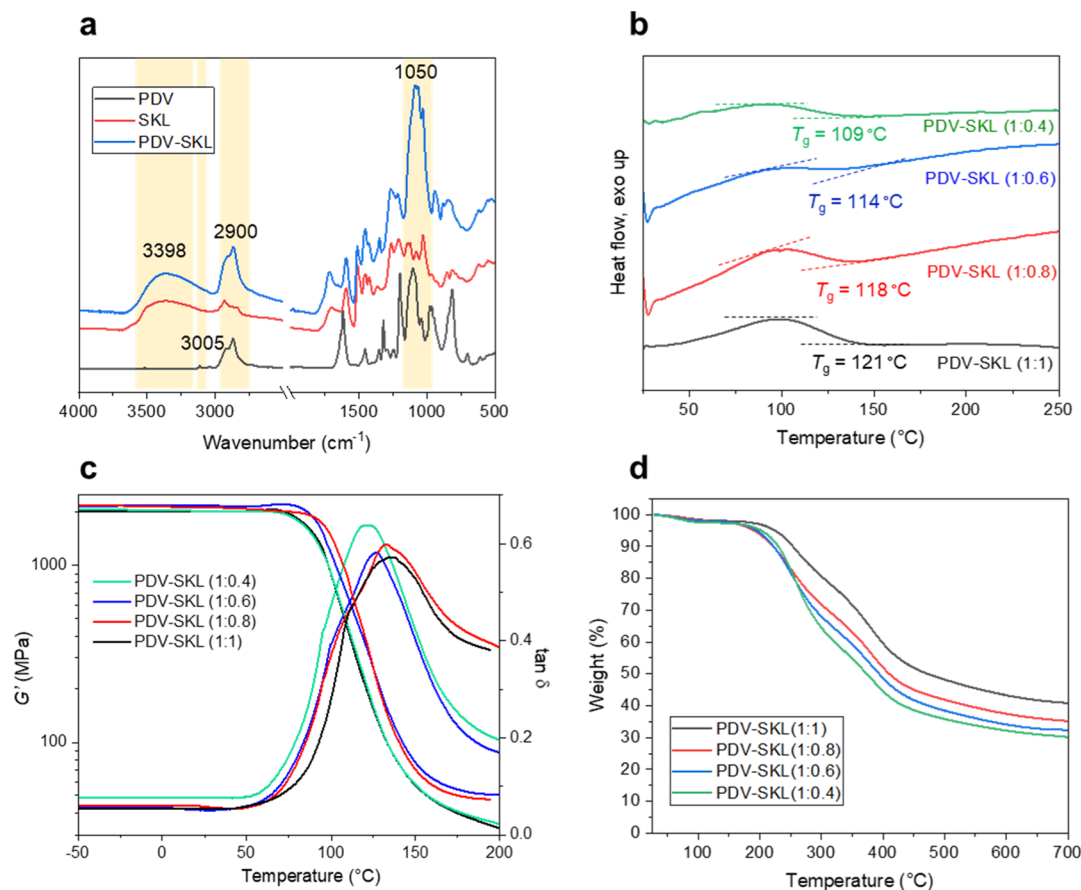 a
PDV
SKL
PDV-SKL
3398
2900
3005
1050
4000
3000
1500
1000
500
Wavenumber (cm⁻¹)
b
Heat flow, exo up
PDV-SKL (1:0.4)
Tg = 109 °C
PDV-SKL (1:0.6)
Tg = 114 °C
PDV-SKL (1:0.8)
Tg = 118 °C
Tg = 121 °C
PDV-SKL (1:1)
50
100
150
200
250
Temperature (°C)
c
G' (MPa)
1000
100
PDV-SKL (1:0.4)
PDV-SKL (1:0.6)
PDV-SKL (1:0.8)
PDV-SKL (1:1)
0.6
0.4
0.2
0.0
tan δ
-50
0
50
100
150
200
Temperature (°C)
d
Weight (%)
100
90
80
70
60
50
40
30
20
10
0
PDV-SKL (1:1)
PDV-SKL (1:0.8)
PDV-SKL (1:0.6)
PDV-SKL (1:0.4)
100
200
300
400
500
600
700
Temperature (°C)